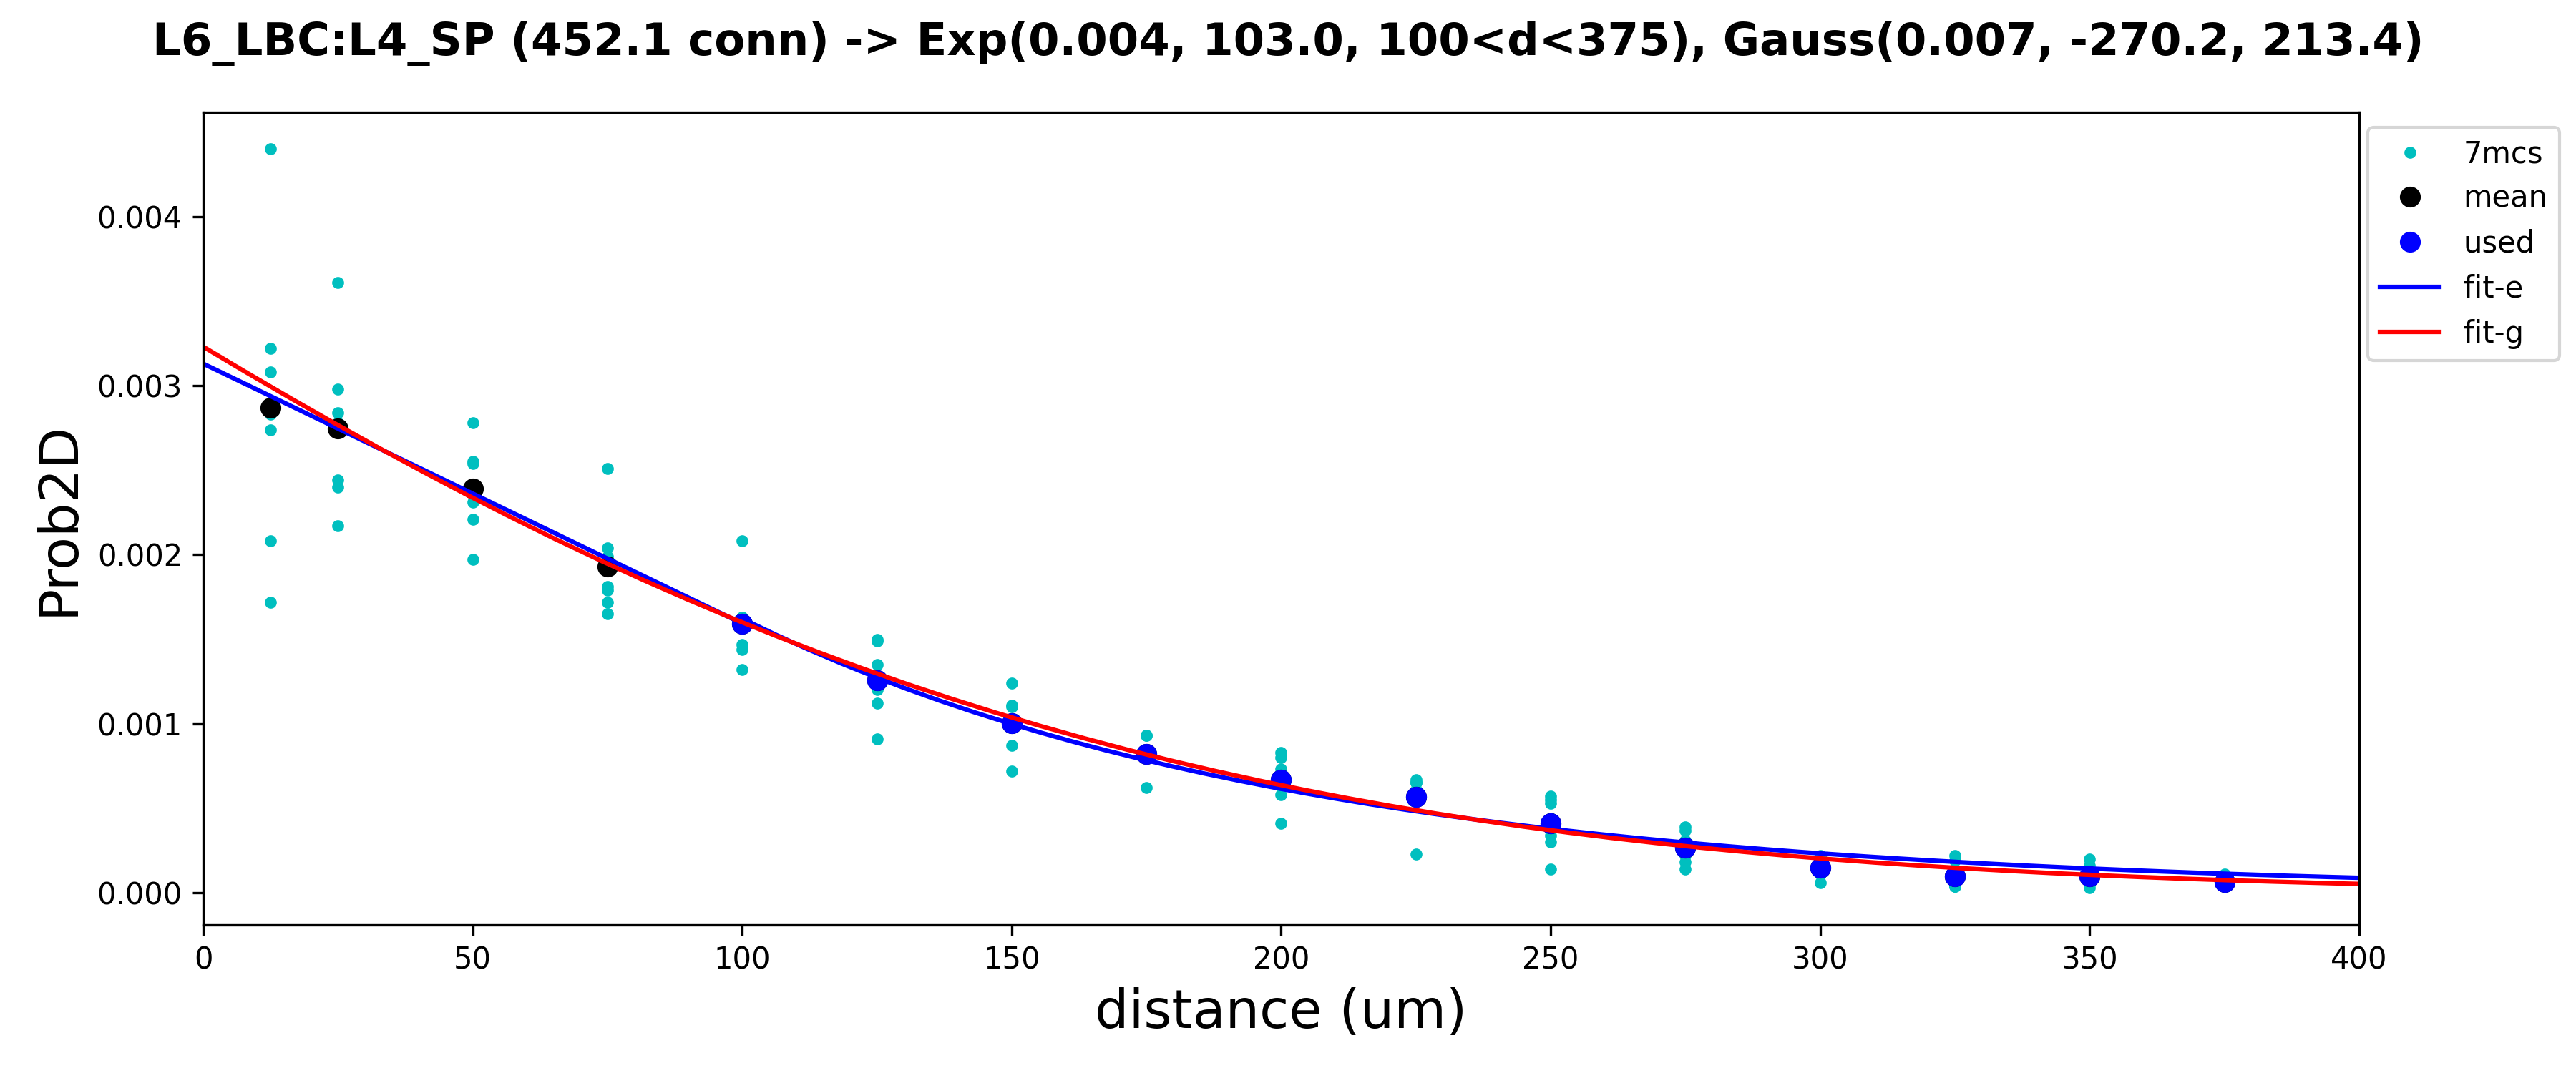 L6_LBC:L4_SP (452.1 conn) -> Exp(0.004, 103.0, 100<d<375), Gauss(0.007, -270.2, 213.4)
7mcs
mean
used
fit-e
fit-g
Prob2D
0.004
0.003
0.002
0.001
0.000
0 50 100 150 200 250 300 350 400
distance (um)